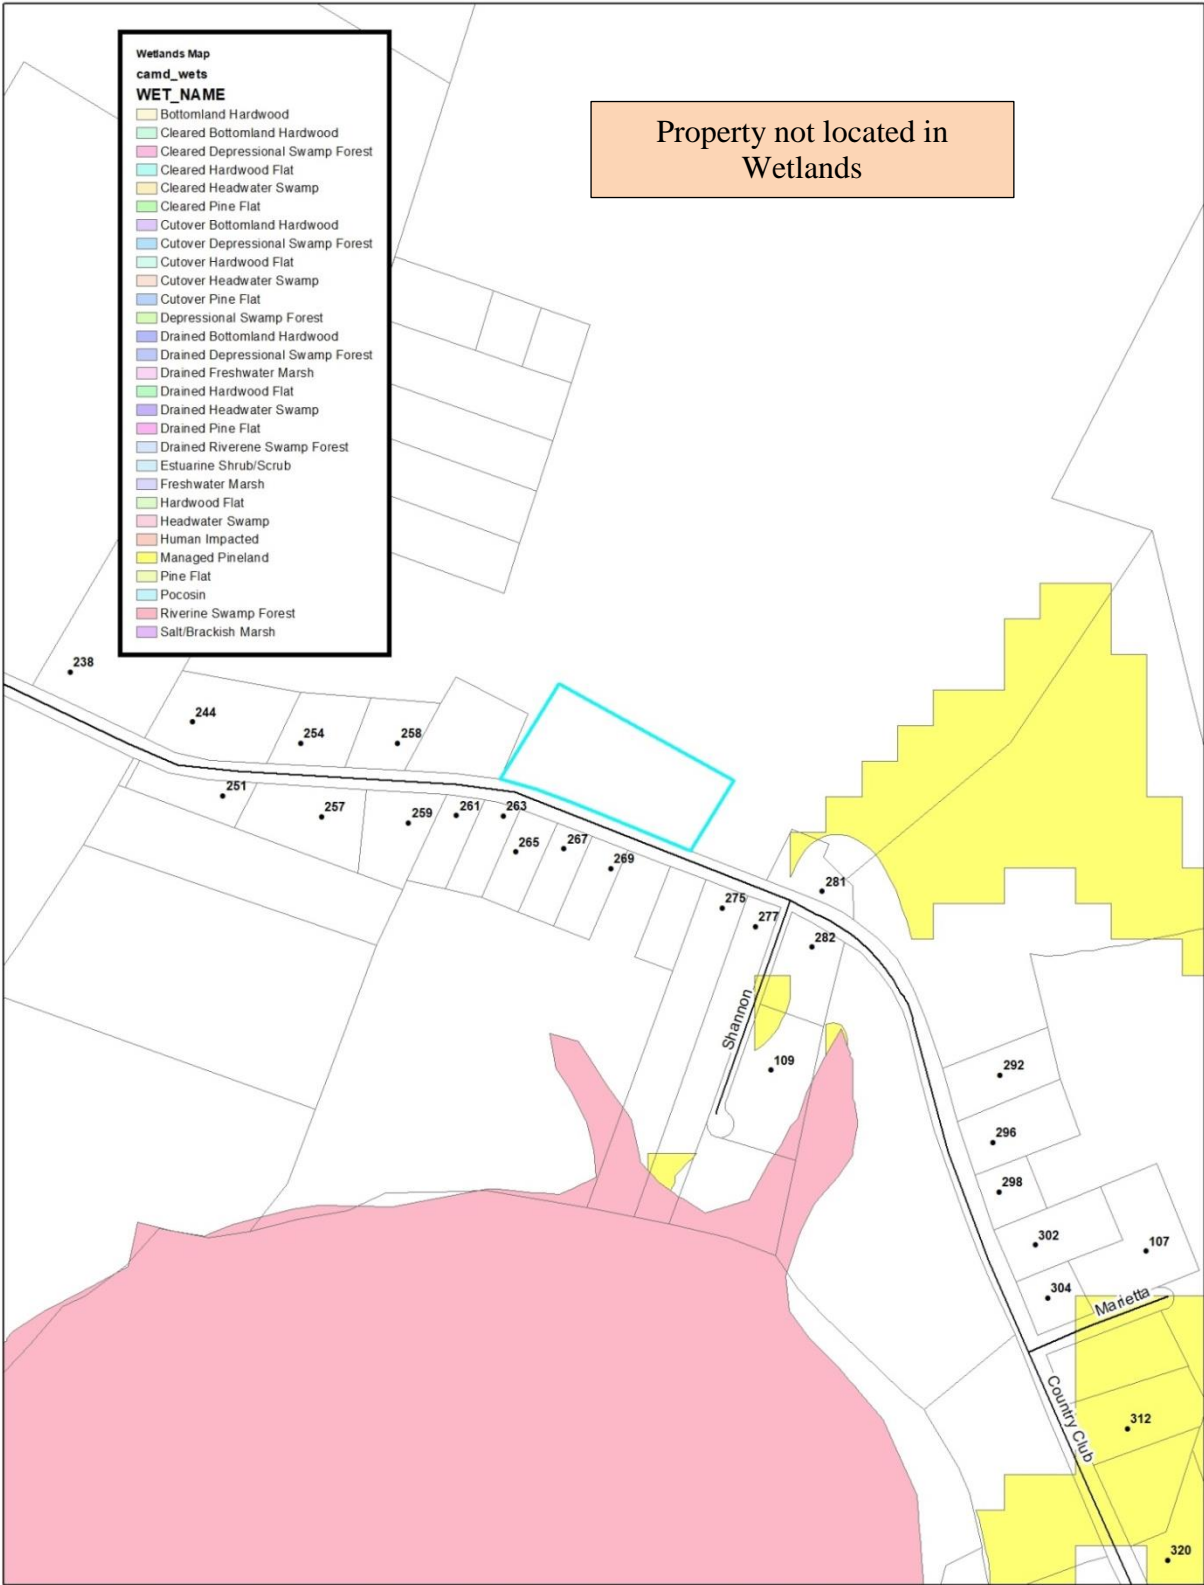 Wetlands Map
camd_wets
WET_NAME
Bottomland Hardwood
Cleared Bottomland Hardwood
Cleared Depressional Swamp Forest
Cleared Hardwood Flat
Cleared Headwater Swamp
Cleared Pine Flat
Cutover Bottomland Hardwood
Cutover Depressional Swamp Forest
Cutover Hardwood Flat
Cutover Headwater Swamp
Cutover Pine Flat
Depressional Swamp Forest
Drained Bottomland Hardwood
Drained Depressional Swamp Forest
Drained Freshwater Marsh
Drained Hardwood Flat
Drained Headwater Swamp
Drained Pine Flat
Drained Riverene Swamp Forest
Estuarine Shrub/Scrub
Freshwater Marsh
Hardwood Flat
Headwater Swamp
Human Impacted
Managed Pineland
Pine Flat
Pocosin
Riverine Swamp Forest
Salt/Brackish Marsh
Property not located in
Wetlands
238
244
254
258
251
257
259
261
263
265
267
269
275
277
281
282
Shannon
109
292
296
298
302
107
304
Marietta
Country Club
312
320